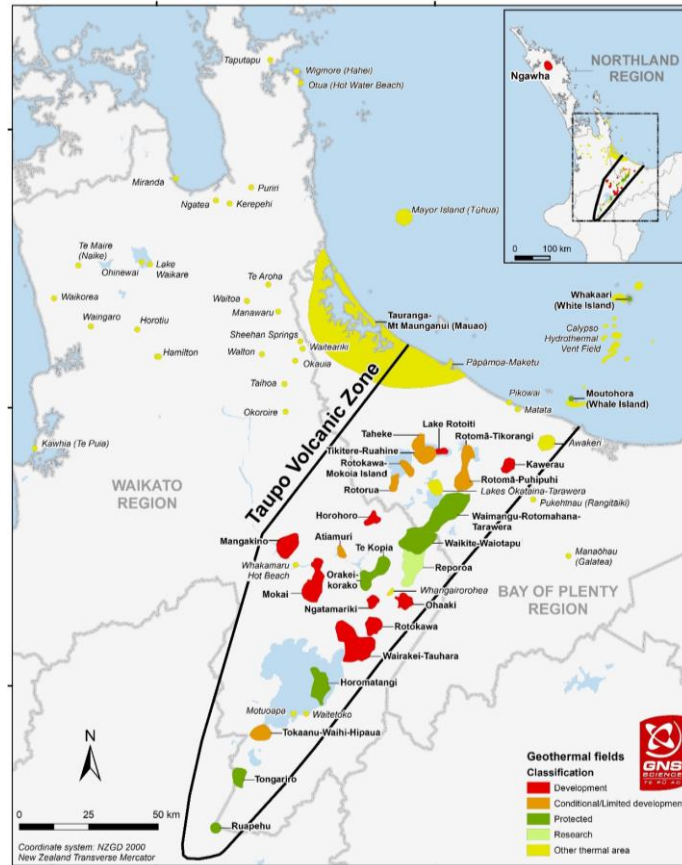 Taputapu
Wigmore (Hahei)
Otua (Hot Water Beach)
NORTHLAND
REGION
Ngawha
0 100 km
Miranda
Puriri
Ngatea
Kerepehi
Mayor Island (Tūhua)
Te Maire
(Naike)
Ohinewai
Lake
Waikare
Te Aroha
Waikorea
Waitoa
Manawaru
Waingaro
Horotiu
Sheehan Springs
Waiteariki
Hamilton
Walton
Okauia
Taihoa
Okoroire
Kawhia (Te Puia)
Tauranga-
Mt Maunganui (Mauao)
Whakaari
(White Island)
Calypso
Hydrothermal
Vent Field
Pāpāmoa-Maketu
Moutohora
(Whale Island)
Pikowai
Matata
Taupo Volcanic Zone
WAIKATO
REGION
Lake Rotoiti
Taheke
Rotomā-Tikorangi
Tikitere-Ruahine
Awakeri
Rotokawa-
Mokoia Island
Kawerau
Rotorua
Rotomā-Puhipuhi
Lakes Ōkataina-Tarawera
Pukehinau (Rangitāiki)
Horohoro
Waimangu-Rotomahana-
Tarawera
Mangakino
Atiamuri
Te Kopia
Waikite-Waiotapu
Whakamaru
Hot Beach
Orakei-
korako
Reporoa
Manaōhau
(Galatea)
Mokai
Whangairorohea
BAY OF PLENTY
REGION
Ngatamariki
Ohaaki
Rotokawa
Wairakei-Tauhara
Horomatangi
Motuoapa
Waitetoko
Tokaanu-Waihi-Hipaua
Tongariro
Ruapehu
N
0 25 50 km
Coordinate system: NZGD 2000
New Zealand Transverse Mercator
Geothermal fields
Classification
Development
Conditional/Limited development
Protected
Research
Other thermal area
GNS
SCIENCE
TE PŪ AO